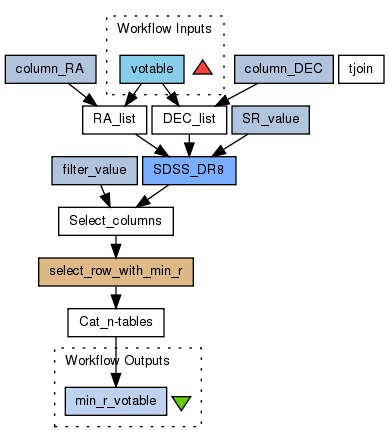 Workflow Inputs
column_RA
votable
column_DEC
tjoin
RA_list
DEC_list
SR_value
filter_value
SDSS_DR8
Select_columns
select_row_with_min_r
Cat_n-tables
Workflow Outputs
min_r_votable